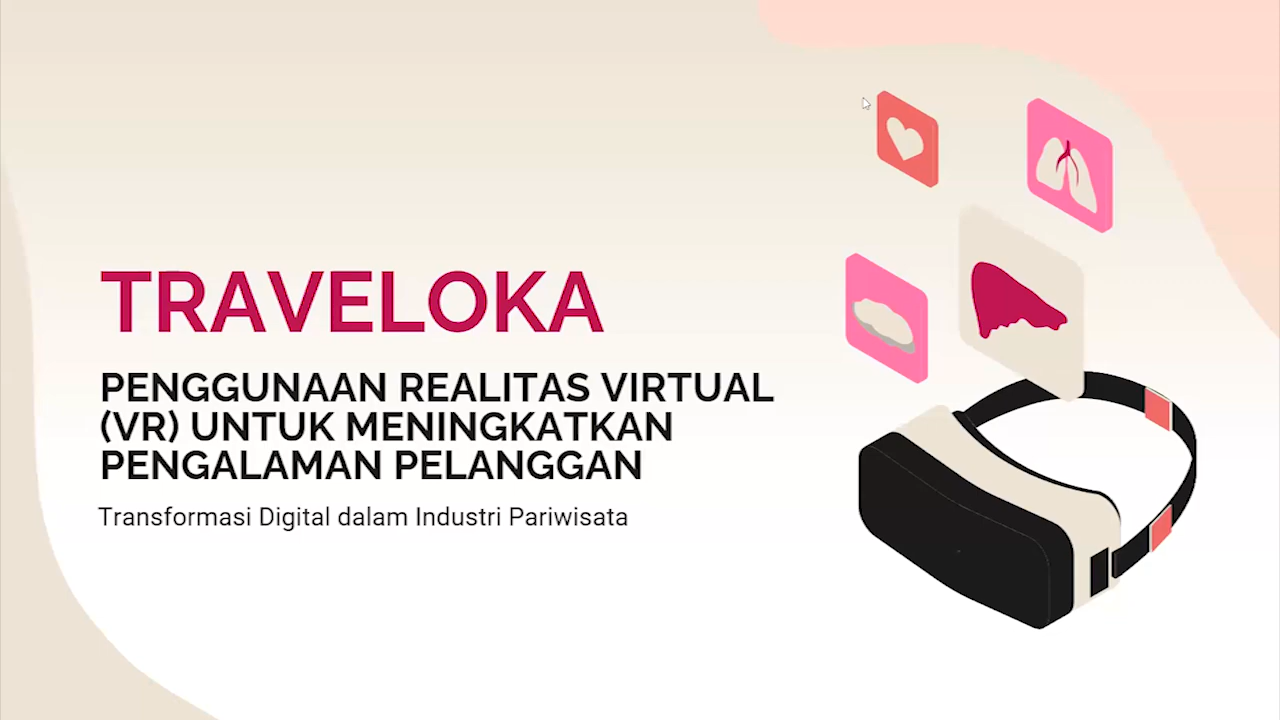 TRAVELOKA
PENGGUNAAN REALITAS VIRTUAL
(VR) UNTUK MENINGKATKAN
PENGALAMAN PELANGGAN
Transformasi Digital dalam Industri Pariwisata